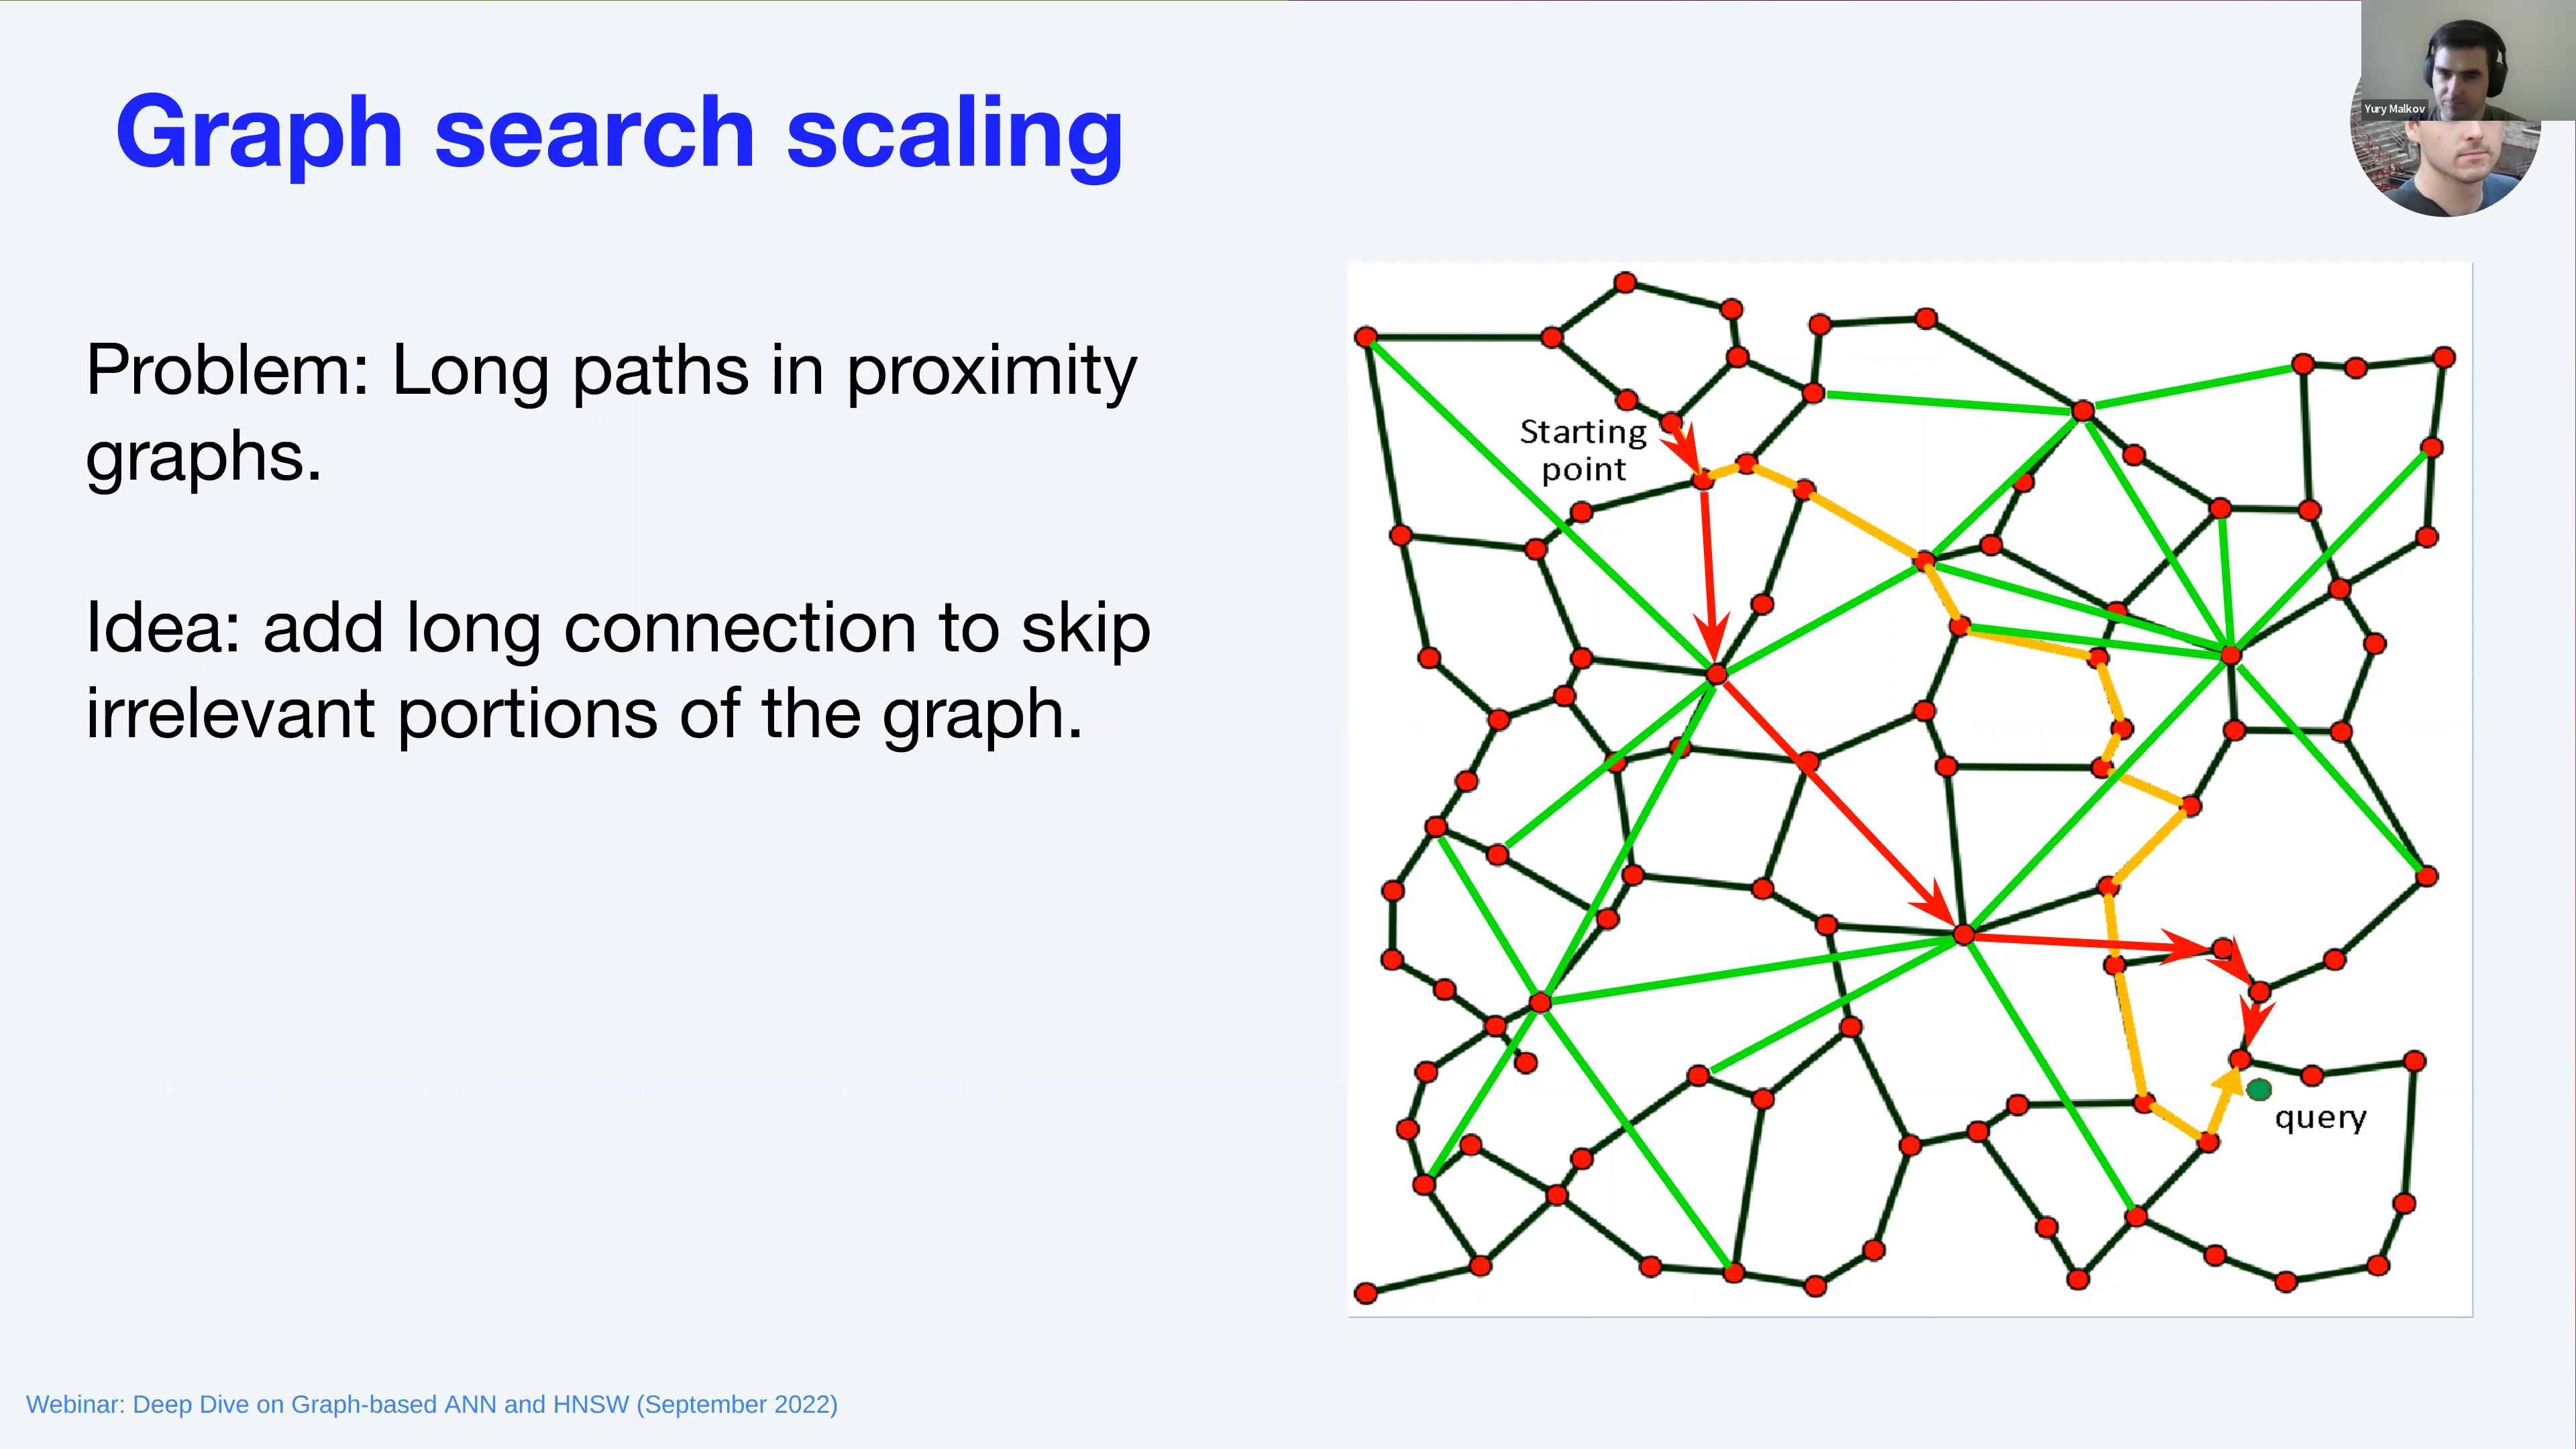 Graph search scaling
Yury Malkov
Problem: Long paths in proximity
graphs.
Idea: add long connection to skip
irrelevant portions of the graph.
Starting
point
query
Webinar: Deep Dive on Graph-based ANN and HNSW (September 2022)